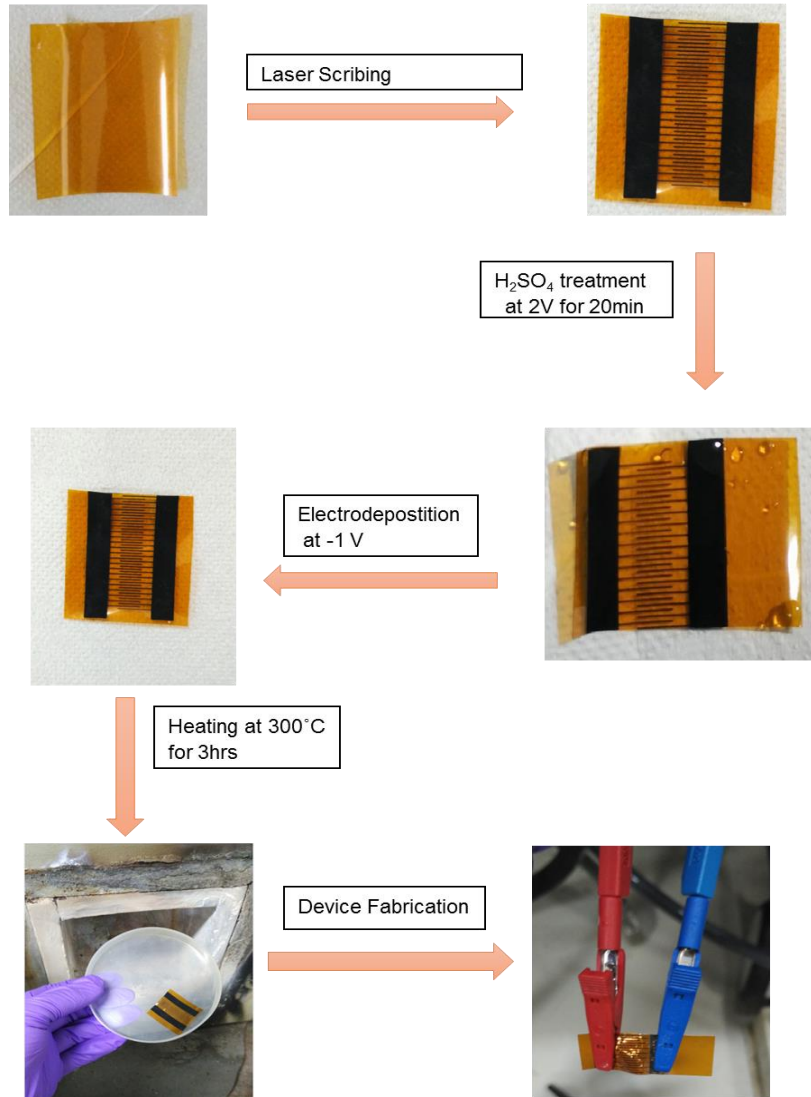 Laser Scribing
H₂SO₄ treatment
at 2V for 20min
Electrodepostition
at -1 V
Heating at 300˚C
for 3hrs
Device Fabrication